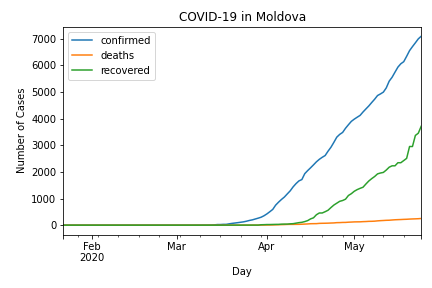 COVID-19 in Moldova
confirmed
deaths
recovered
Number of Cases
7000
6000
5000
4000
3000
2000
1000
0
Feb Mar Apr May
2020
Day